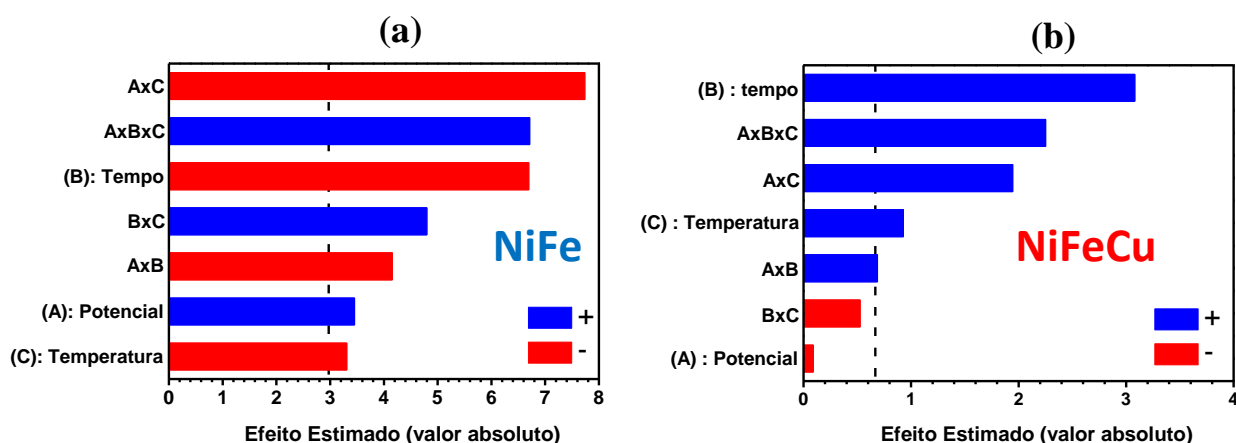 (a)
AxC
AxBxC
(B): Tempo
BxC
AxB
(A): Potencial
(C): Temperatura
NiFe
+
-
0 1 2 3 4 5 6 7 8
Efeito Estimado (valor absoluto)
(b)
(B) : tempo
AxBxC
AxC
(C) : Temperatura
AxB
BxC
(A) : Potencial
NiFeCu
+
-
0 1 2 3 4
Efeito Estimado (valor absoluto)